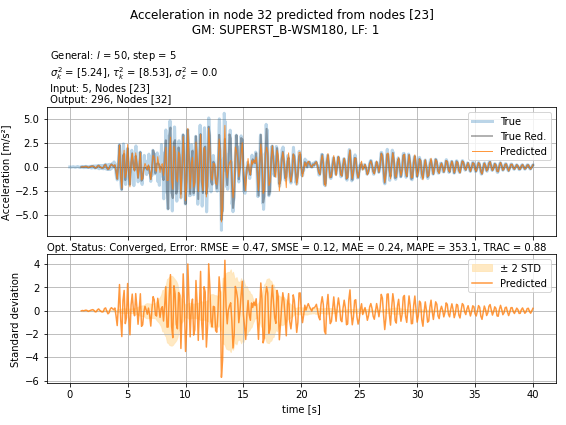 Acceleration in node 32 predicted from nodes [23]
GM: SUPERST_B-WSM180, LF: 1
General: l = 50, step = 5
σ²ₖ = [5.24], τ²ₖ = [8.53], σ²ε = 0.0
Input: 5, Nodes [23]
Output: 296, Nodes [32]
Acceleration [m/s²]
5.0
2.5
0.0
−2.5
−5.0
True
True Red.
Predicted
Opt. Status: Converged, Error: RMSE = 0.47, SMSE = 0.12, MAE = 0.24, MAPE = 353.1, TRAC = 0.88
Standard deviation
4
2
0
−2
−4
−6
± 2 STD
Predicted
0 5 10 15 20 25 30 35 40
time [s]